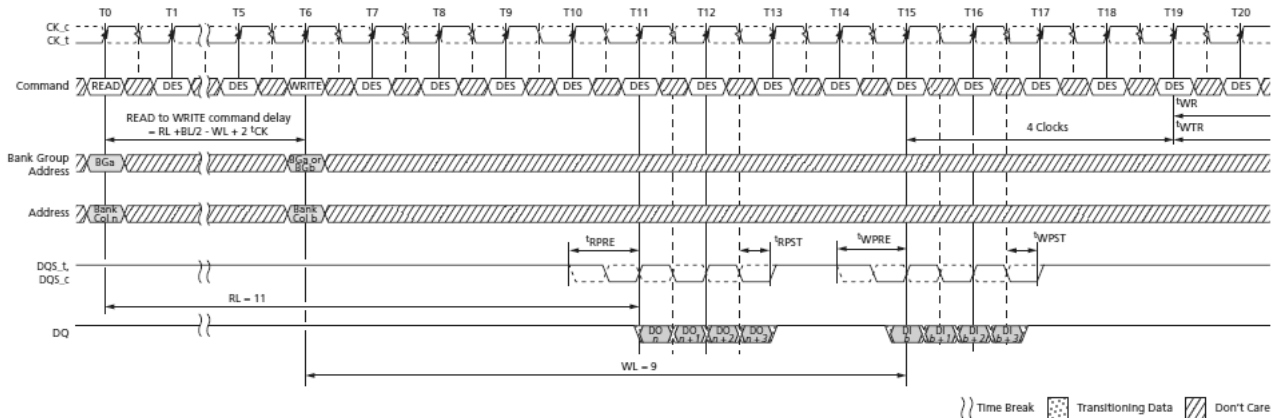 T0 T1 T5 T6 T7 T8 T9 T10 T11 T12 T13 T14 T15 T16 T17 T18 T19 T20
CK_c
CK_t
Command READ DES DES WRITE DES DES DES DES DES DES DES DES DES DES DES DES DES DES
READ to WRITE command delay
= RL +BL/2 - WL + 2 tCK
tWR
4 Clocks
tWTR
Bank Group
Address
BGa
BGa or
BGb
Address
Bank
Col n
Bank
Col b
tRPRE tRPST tWPRE tWPST
DQS_t,
DQS_c
RL = 11
DQ
DO
n
DO
n + 1
DO
n + 2
DO
n + 3
DI
b
DI
b + 1
DI
b + 2
DI
b + 3
WL = 9
Time Break Transitioning Data Don't Care